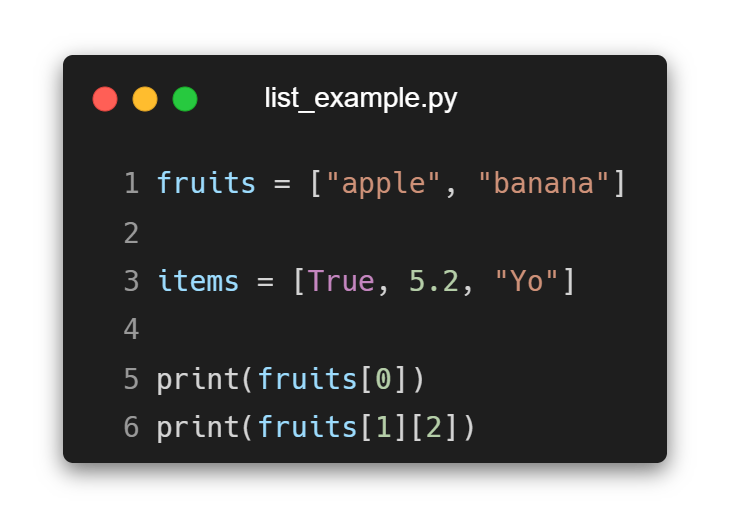 list_example.py
1 fruits = ["apple", "banana"]
2
3 items = [True, 5.2, "Yo"]
4
5 print(fruits[0])
6 print(fruits[1][2])